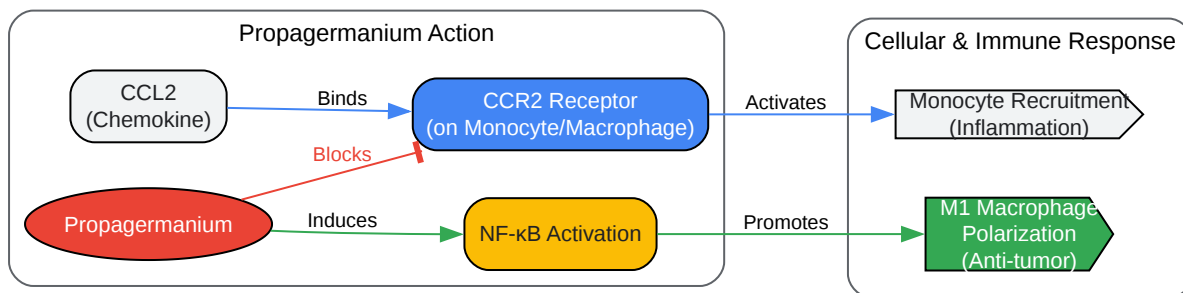 Propagermanium Action
Cellular & Immune Response
CCL2
(Chemokine)
Binds
CCR2 Receptor
(on Monocyte/Macrophage)
Activates
Monocyte Recruitment
(Inflammation)
Blocks
Propagermanium
Induces
NF-κB Activation
Promotes
M1 Macrophage
Polarization
(Anti-tumor)